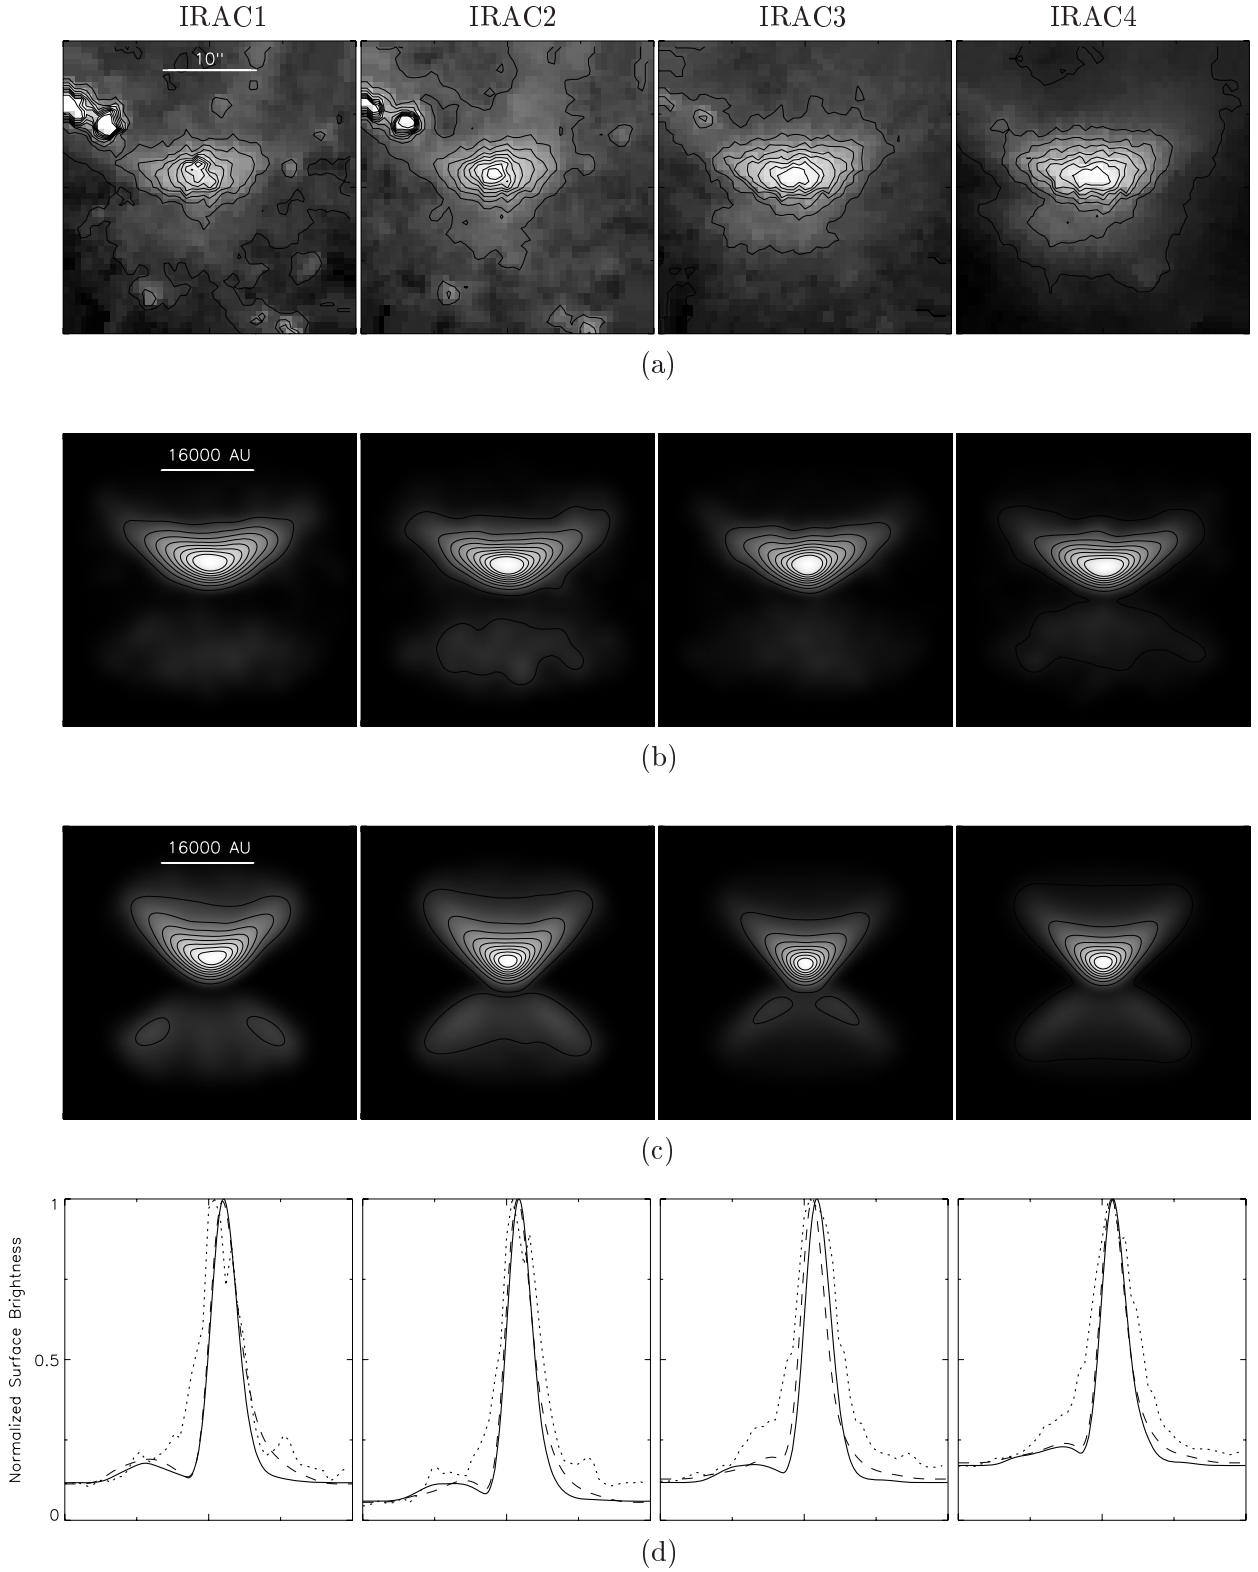 IRAC1 IRAC2 IRAC3 IRAC4
10"
(a)
16000 AU
(b)
16000 AU
(c)
1
0.5
0
Normalized Surface Brightness
(d)